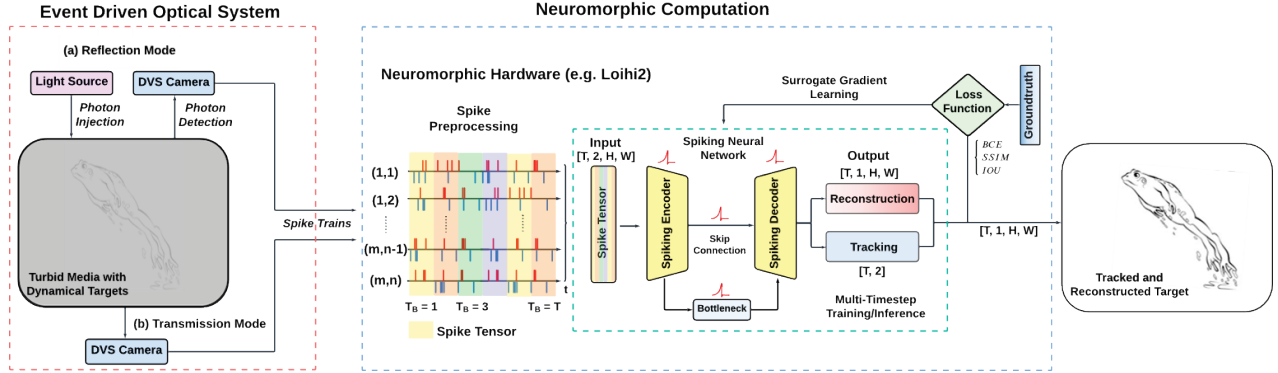 Event Driven Optical System
(a) Reflection Mode
Light Source
DVS Camera
Photon
Injection
Photon
Detection
Turbid Media with
Dynamical Targets
(b) Transmission Mode
DVS Camera
Spike Trains
Neuromorphic Computation
Neuromorphic Hardware (e.g. Loihi2)
Spike
Preprocessing
(1,1)
(1,2)
(m,n-1)
(m,n)
t
T_B = 1
T_B = 3
T_B = T
Spike Tensor
Input
[T, 2, H, W]
Spike Tensor
Spiking Neural
Network
Spiking Encoder
Skip
Connection
Bottleneck
Spiking Decoder
Output
[T, 1, H, W]
Reconstruction
Tracking
[T, 2]
Multi-Timestep
Training/Inference
Surrogate Gradient
Learning
Loss
Function
Groundtruth
BCE
SSIM
IOU
[T, 1, H, W]
Tracked and
Reconstructed Target